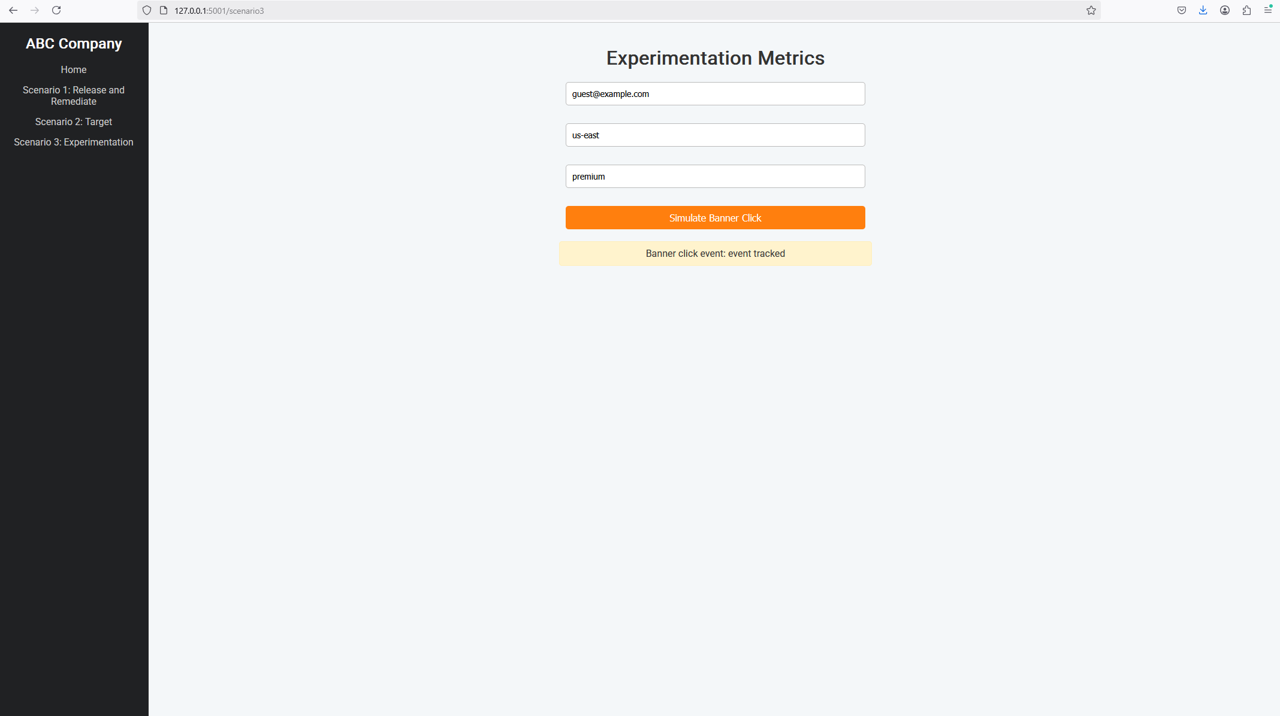 127.0.0.1:5001/scenario3
ABC Company
Home
Scenario 1: Release and
Remediate
Scenario 2: Target
Scenario 3: Experimentation
Experimentation Metrics
guest@example.com
us-east
premium
Simulate Banner Click
Banner click event: event tracked